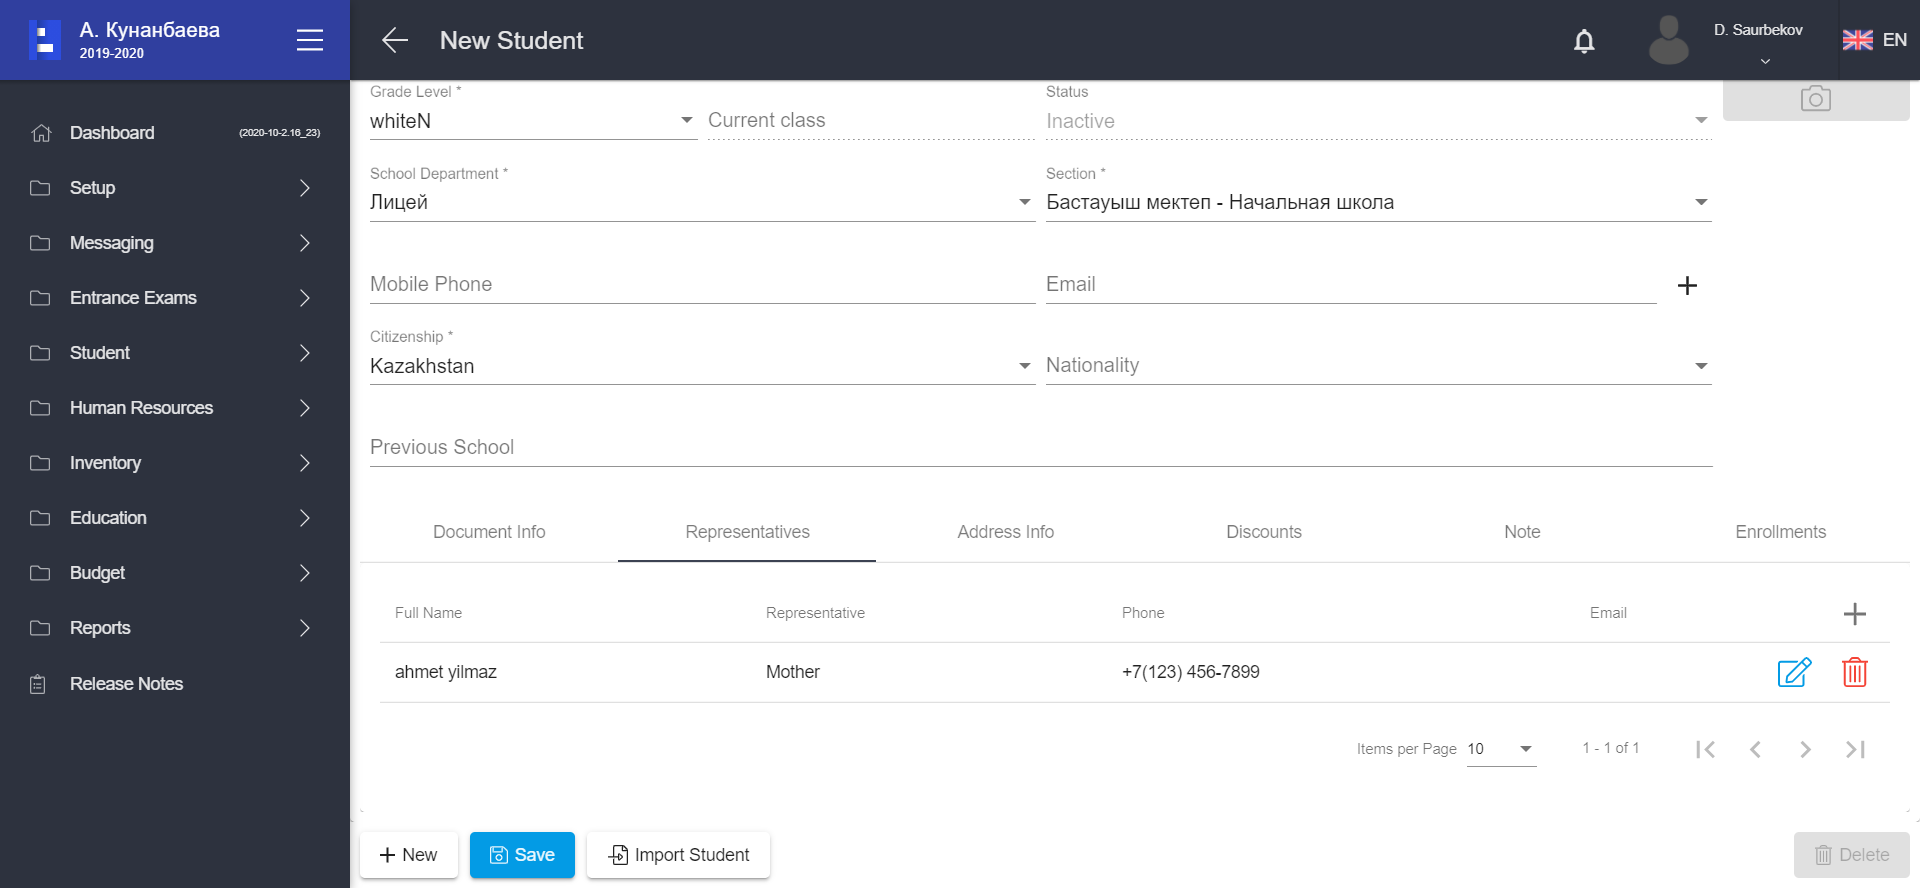 А. Кунанбаева
2019-2020
New Student
D. Saurbekov
EN
Dashboard
(2020-10-2.16_23)
Setup
Messaging
Entrance Exams
Student
Human Resources
Inventory
Education
Budget
Reports
Release Notes
Grade Level *
whiteN
Current class
Status
Inactive
School Department *
Лицей
Section *
Бастауыш мектеп - Начальная школа
Mobile Phone
Email
Citizenship *
Kazakhstan
Nationality
Previous School
Document Info
Representatives
Address Info
Discounts
Note
Enrollments
Full Name
Representative
Phone
Email
ahmet yilmaz
Mother
+7(123) 456-7899
Items per Page
10
1 - 1 of 1
New
Save
Import Student
Delete